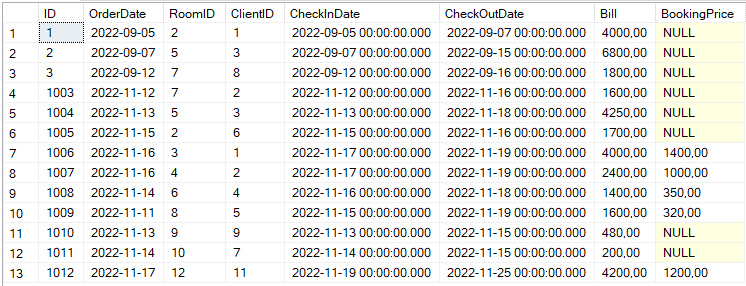 ID OrderDate RoomID ClientID CheckInDate CheckOutDate Bill BookingPrice
1 1 2022-09-05 2 1 2022-09-05 00:00:00.000 2022-09-07 00:00:00.000 4000,00 NULL
2 2 2022-09-07 5 3 2022-09-07 00:00:00.000 2022-09-15 00:00:00.000 6800,00 NULL
3 3 2022-09-12 7 8 2022-09-12 00:00:00.000 2022-09-16 00:00:00.000 1800,00 NULL
4 1003 2022-11-12 7 2 2022-11-12 00:00:00.000 2022-11-16 00:00:00.000 1600,00 NULL
5 1004 2022-11-13 5 3 2022-11-13 00:00:00.000 2022-11-18 00:00:00.000 4250,00 NULL
6 1005 2022-11-15 2 6 2022-11-15 00:00:00.000 2022-11-16 00:00:00.000 1700,00 NULL
7 1006 2022-11-16 3 1 2022-11-17 00:00:00.000 2022-11-19 00:00:00.000 4000,00 1400,00
8 1007 2022-11-16 4 2 2022-11-17 00:00:00.000 2022-11-19 00:00:00.000 2400,00 1000,00
9 1008 2022-11-14 6 4 2022-11-16 00:00:00.000 2022-11-18 00:00:00.000 1400,00 350,00
10 1009 2022-11-11 8 5 2022-11-15 00:00:00.000 2022-11-19 00:00:00.000 1600,00 320,00
11 1010 2022-11-13 9 9 2022-11-13 00:00:00.000 2022-11-15 00:00:00.000 480,00 NULL
12 1011 2022-11-14 10 7 2022-11-14 00:00:00.000 2022-11-15 00:00:00.000 200,00 NULL
13 1012 2022-11-17 12 11 2022-11-19 00:00:00.000 2022-11-25 00:00:00.000 4200,00 1200,00